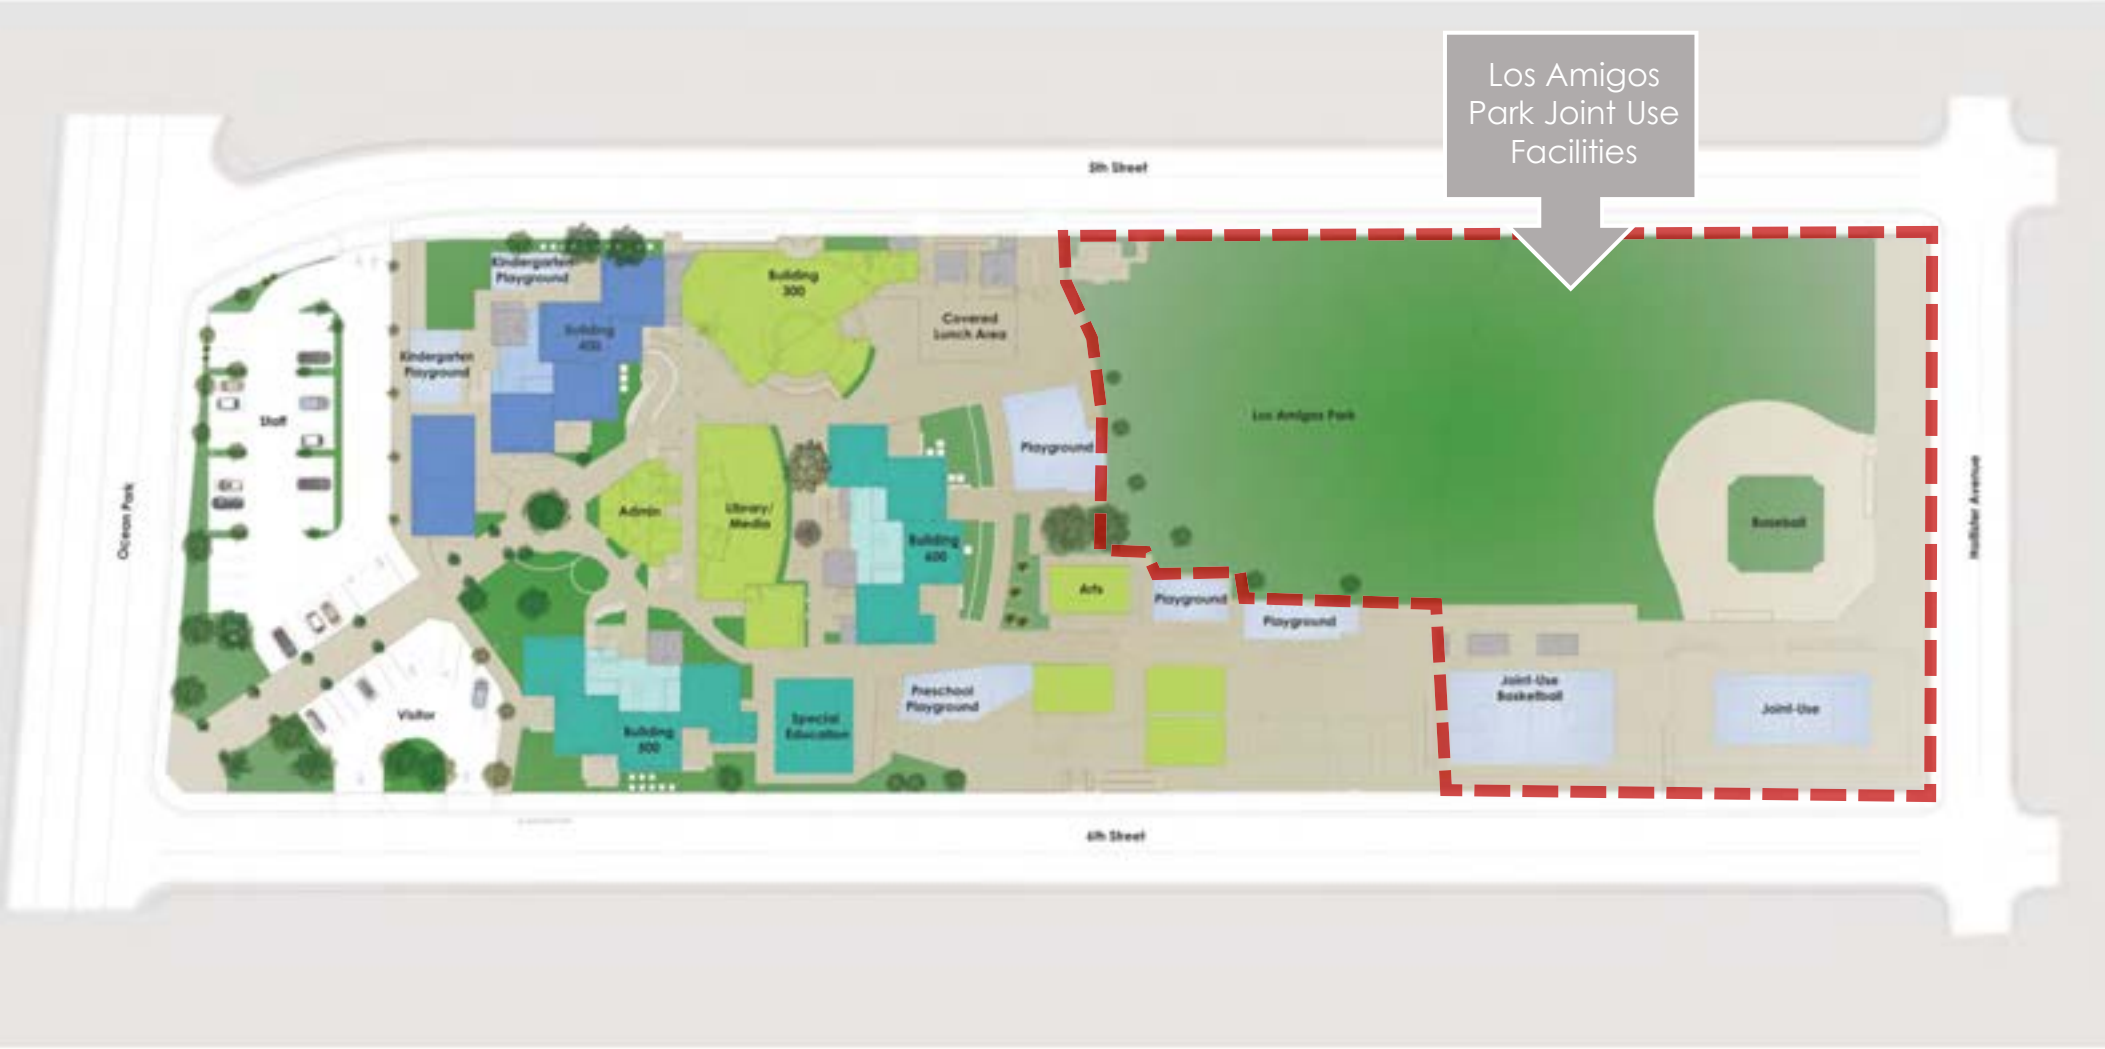 Los Amigos
Park Joint Use
Facilities
5th Street
Kindergarten
Playground
Building
300
Building
400
Covered
Lunch Area
Kindergarten
Playground
Staff
Los Amigos Park
Playground
Ocean Park
Admin
Library/
Media
Building
600
Baseball
Hollister Avenue
Arts
Playground
Playground
Joint-Use
Basketball
Preschool
Playground
Joint-Use
Visitor
Special
Education
Building
500
6th Street